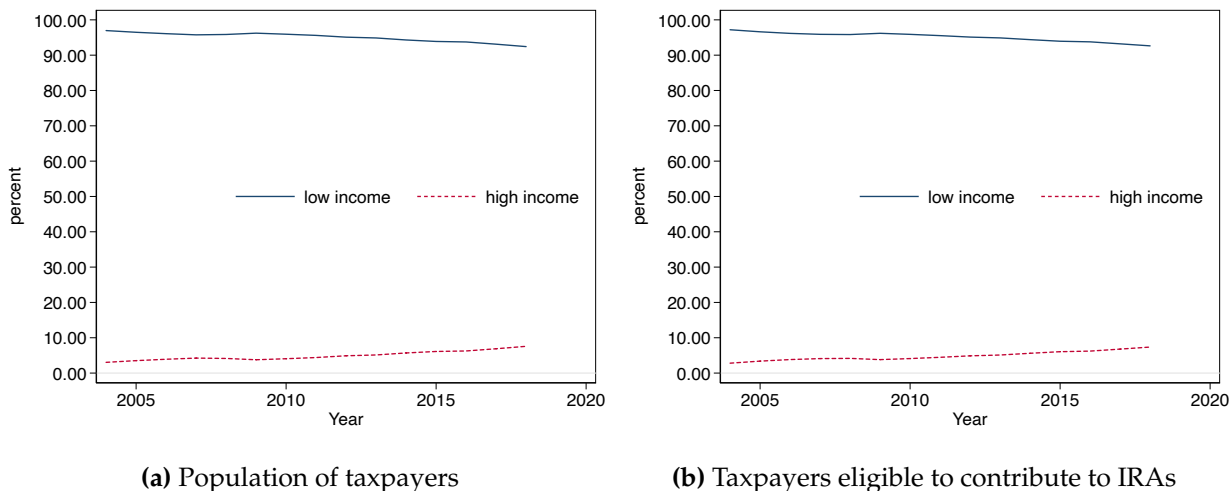 100.00
90.00
80.00
70.00
60.00
50.00
40.00
30.00
20.00
10.00
0.00
percent
low income high income
2005 2010 2015 2020
Year
(a) Population of taxpayers
100.00
90.00
80.00
70.00
60.00
50.00
40.00
30.00
20.00
10.00
0.00
percent
low income high income
2005 2010 2015 2020
Year
(b) Taxpayers eligible to contribute to IRAs